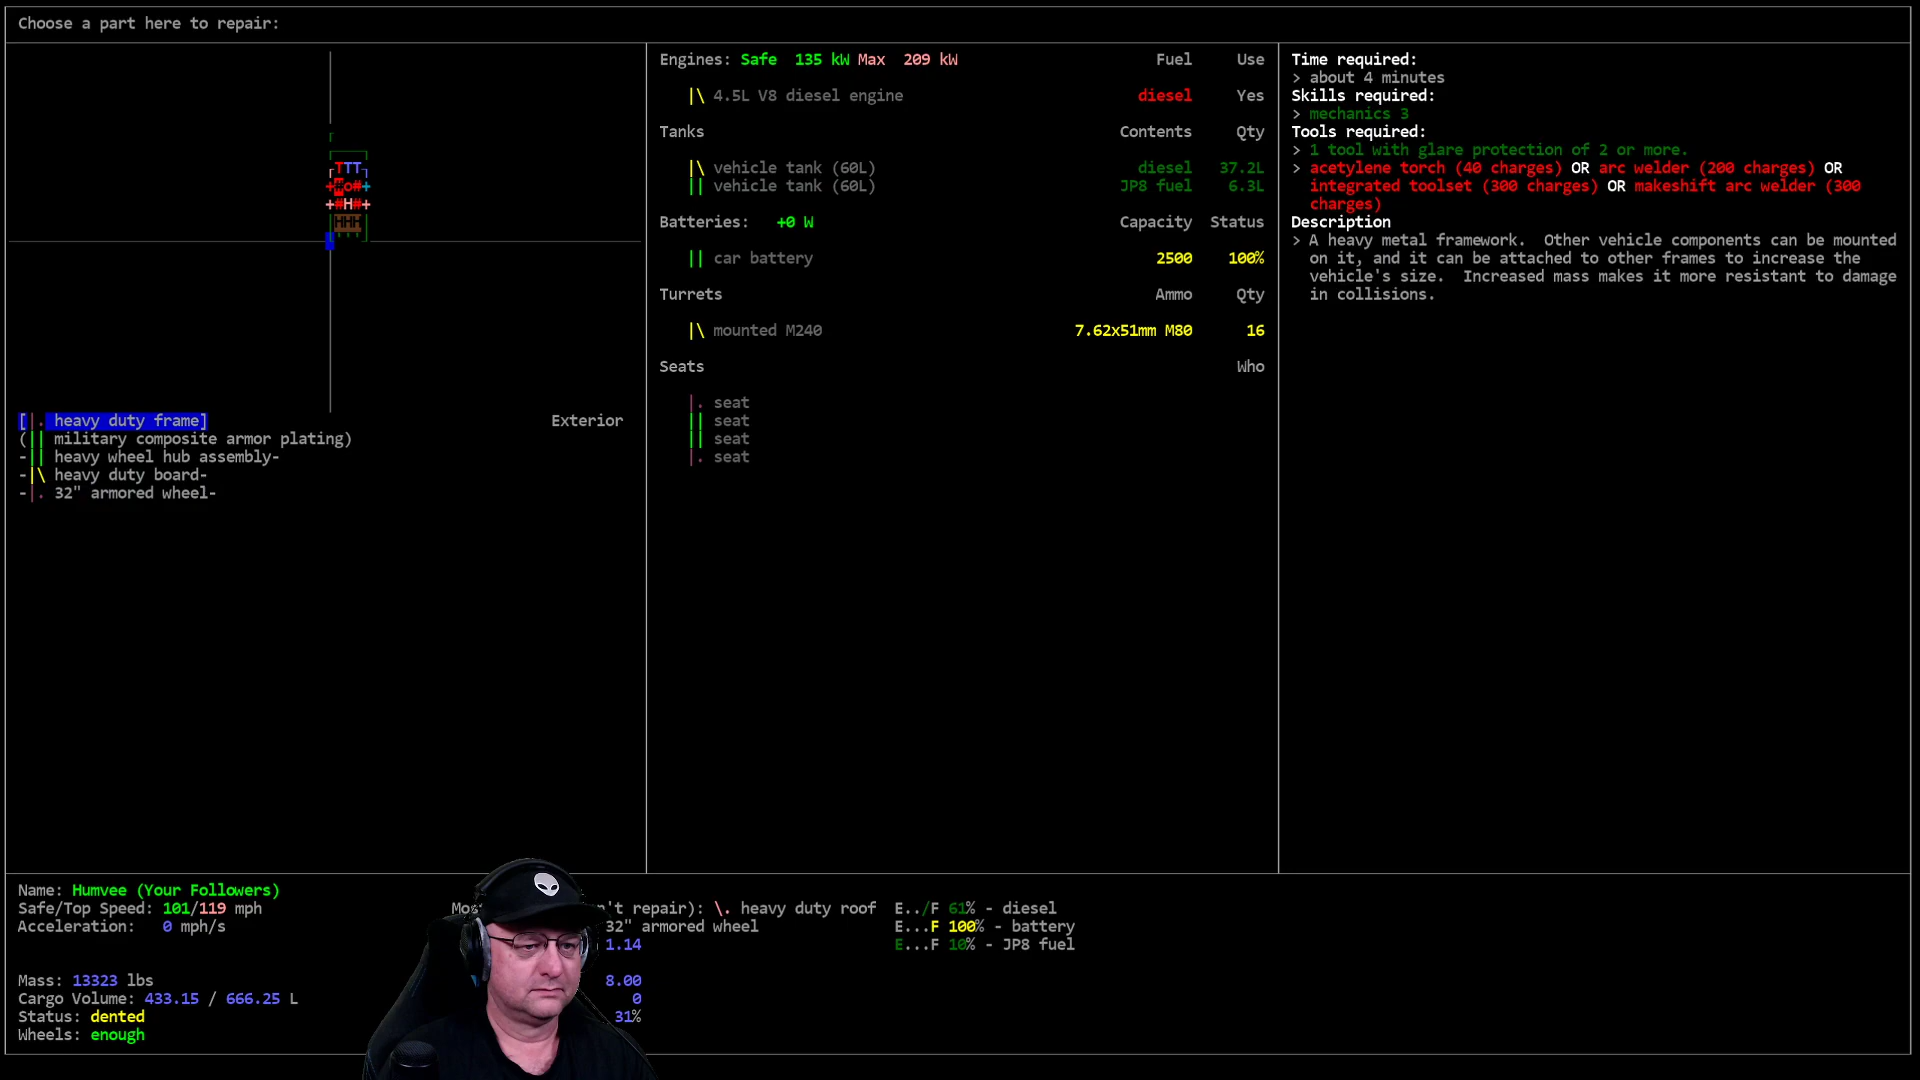 Choose a part here to repair:
Engines: Safe 135 kW Max 209 kW Fuel Use
|\ 4.5L V8 diesel engine diesel Yes
Tanks Contents Qty
|\ vehicle tank (60L) diesel 37.2L
|| vehicle tank (60L) JP8 fuel 6.3L
Batteries: +0 W Capacity Status
|| car battery 2500 100%
Turrets Ammo Qty
|\ mounted M240 7.62x51mm M80 16
Seats Who
|. seat
|| seat
|| seat
|. seat
Time required:
> about 4 minutes
Skills required:
> mechanics 3
Tools required:
> 1 tool with glare protection of 2 or more.
> acetylene torch (40 charges) OR arc welder (200 charges) OR
integrated toolset (300 charges) OR makeshift arc welder (300
charges)
Description
> A heavy metal framework.  Other vehicle components can be mounted
on it, and it can be attached to other frames to increase the
vehicle's size.  Increased mass makes it more resistant to damage
in collisions.
[|. heavy duty frame] Exterior
(|| military composite armor plating)
-|| heavy wheel hub assembly-
-|\ heavy duty board-
-|. 32" armored wheel-
Name: Humvee (Your Followers)
Safe/Top Speed: 101/119 mph
Acceleration: 0 mph/s
Mass: 13323 lbs
Cargo Volume: 433.15 / 666.25 L
Status: dented
Wheels: enough
't repair): \. heavy duty roof
32" armored wheel
1.14
8.00
0
31%
E../F 61% - diesel
E...F 100% - battery
E...F 10% - JP8 fuel